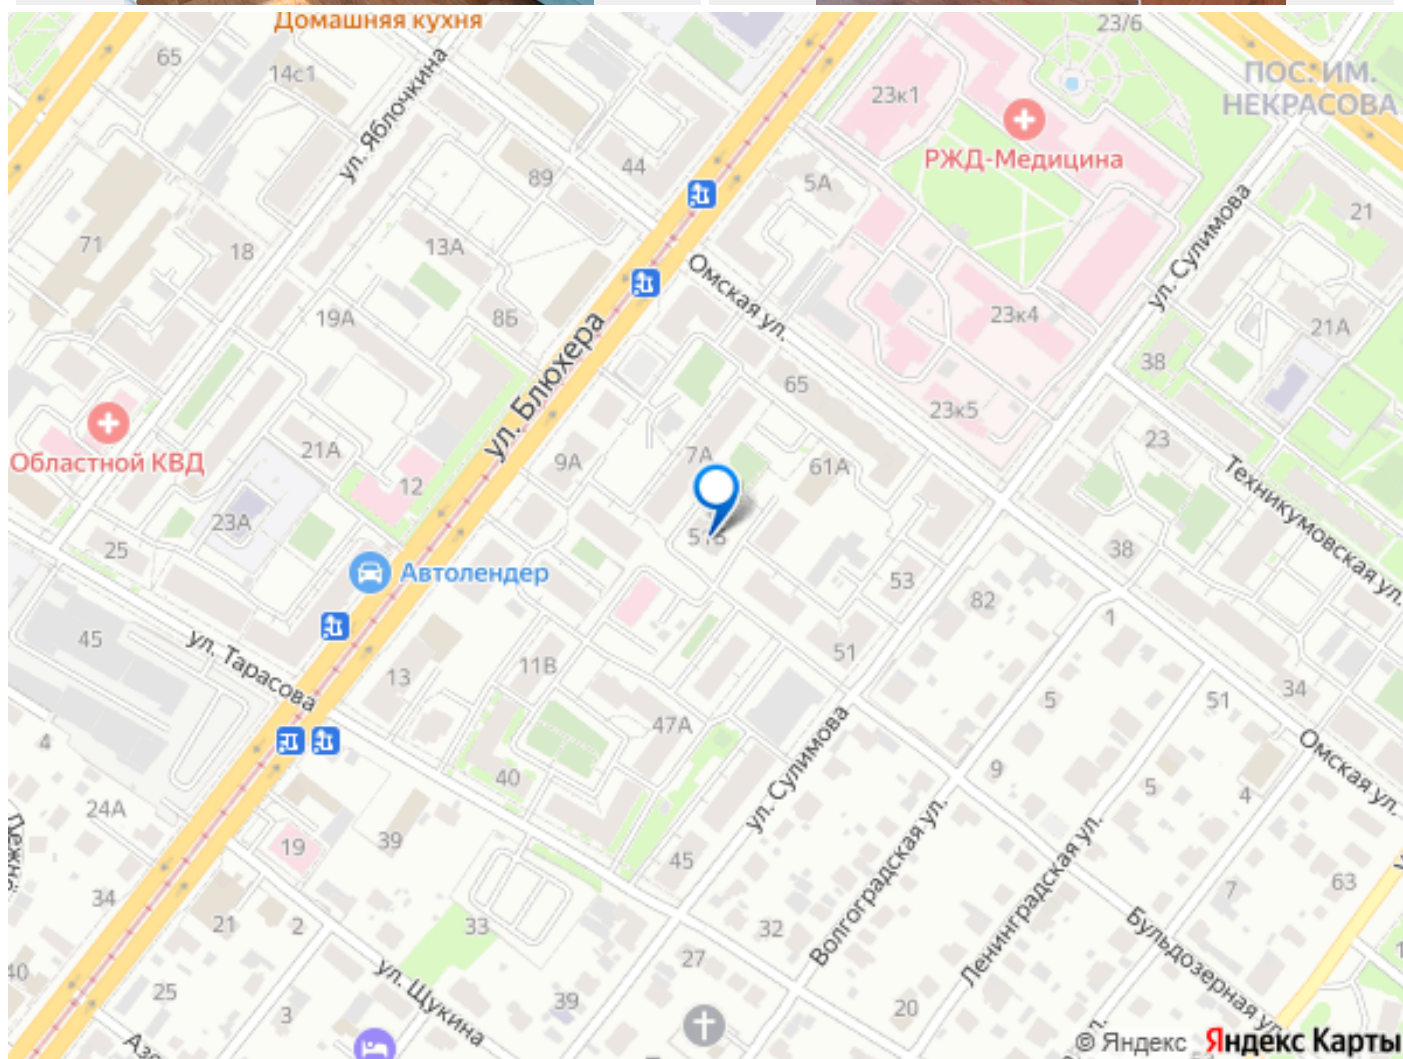 Домашняя кухня
65
14с1
ул. Яблочкина
23/6
23к1
ПОС. ИМ.
НЕКРАСОВА
РЖД-Медицина
44
89
5А
21
71
18
13А
ул. Сулимова
Омская ул.
19А
8Б
23к4
21А
ул. Блюхера
38
65
23к5
Областной КВД
21А
12
9А
7А
61А
23
Техникумовская ул.
23А
25
51Б
38
Автолендер
53
82
1
45
ул. Тарасова
13
11В
51
5
51
34
4
47А
9
Омская ул.
40
ул. Сулимова
5
4
24А
39
19
45
Волгоградская ул.
Ленинградская ул.
7
63
34
21
2
33
32
Бульдозерная ул.
27
40
25
ул. Щукина
3
39
20
© Яндекс Яндекс Карты